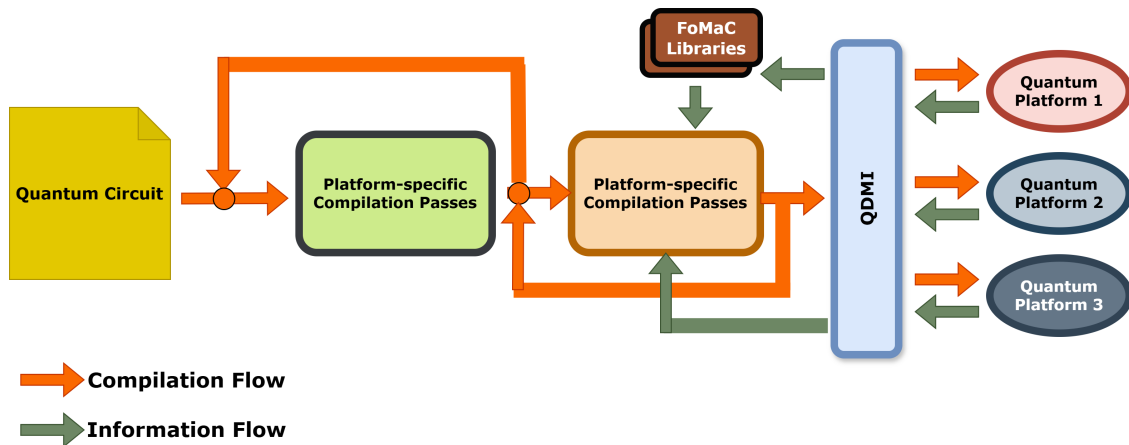 FoMaC
Libraries
Quantum Circuit
Platform-specific
Compilation Passes
Platform-specific
Compilation Passes
QDMI
Quantum
Platform 1
Quantum
Platform 2
Quantum
Platform 3
Compilation Flow
Information Flow